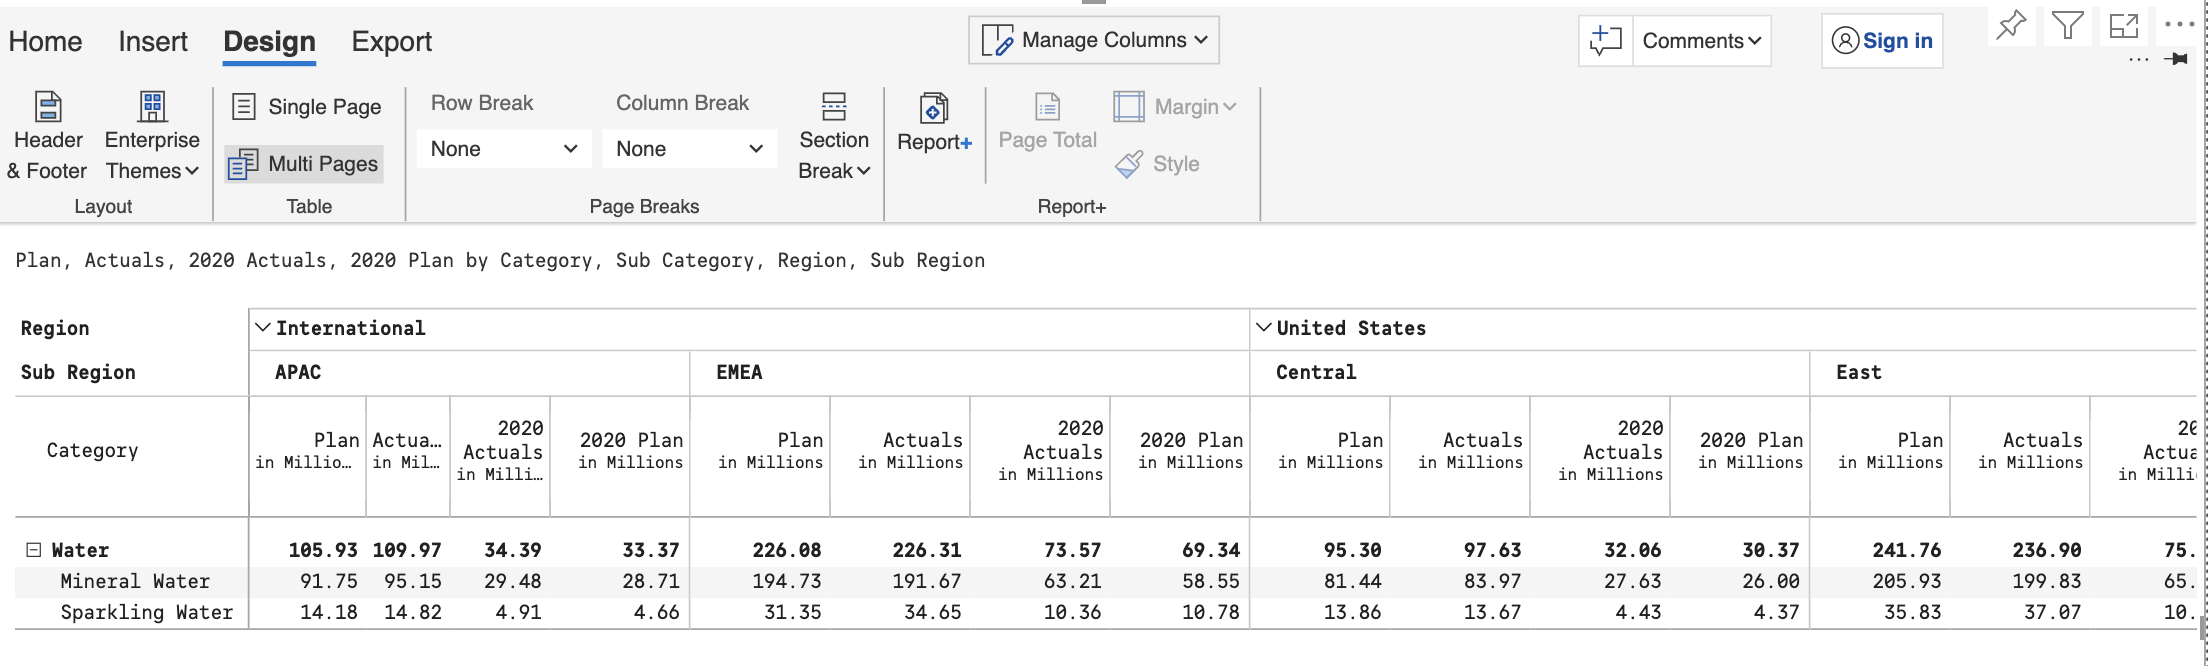 Home Insert Design Export Manage Columns Comments Sign in
Header & Footer Enterprise Themes Single Page Multi Pages Row Break None Column Break None Section Break Report+ Page Total Margin Style
Layout Table Page Breaks Report+
Plan, Actuals, 2020 Actuals, 2020 Plan by Category, Sub Category, Region, Sub Region
Region International United States
Sub Region APAC EMEA Central East
Category Plan in Millio… Actua… in Mil… 2020 Actuals in Milli… 2020 Plan in Millions Plan in Millions Actuals in Millions 2020 Actuals in Millions 2020 Plan in Millions Plan in Millions Actuals in Millions 2020 Actuals in Millions 2020 Plan in Millions Plan in Millions Actuals in Millions 20 Actua in Milli
Water 105.93 109.97 34.39 33.37 226.08 226.31 73.57 69.34 95.30 97.63 32.06 30.37 241.76 236.90 75.
Mineral Water 91.75 95.15 29.48 28.71 194.73 191.67 63.21 58.55 81.44 83.97 27.63 26.00 205.93 199.83 65.
Sparkling Water 14.18 14.82 4.91 4.66 31.35 34.65 10.36 10.78 13.86 13.67 4.43 4.37 35.83 37.07 10.